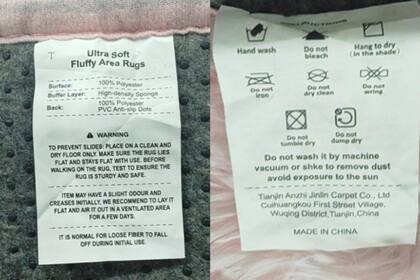 T
Ultra Soft
Fluffy Area Rugs
Surface: 100% Polyester
Buffer Layer: High-density Sponge
Back: 100% Polyester
PVC Anti-slip Dots
WARNING
TO PREVENT SLIDES: PLACE ON A CLEAN AND
DRY FLOOR ONLY. MAKE SURE THE RUG LIES
FLAT AND STAYS FLAT WITH USE. BEFORE
WALKING ON THE RUG, TEST TO ENSURE THE
RUG IS STURDY AND SAFE.
ITEM MAY HAVE A SLIGHT ODOUR AND
CREASES INITIALLY, WE RECOMMEND TO LAY IT
FLAT AND AIR IT OUT IN A VENTILATED AREA
FOR A FEW DAYS.
IT IS NORMAL FOR LOOSE FIBER TO FALL
OFF DURING INITIAL USE.
INSTRUCTIONS
Hand wash
Do not
bleach
Hang to dry
(in the shade)
Do not
iron
Do not
dry clean
Do not
wring
Do not
tumble dry
Do not
dump dry
Do not wash it by machine
vacuum or shke to remove dust
avoid exposure to the sun
Tianjin Anzhi Jinlin Carpet Co., Ltd
Cuihuangkou First Street Village,
Wuqing District,Tianjin,China
MADE IN CHINA